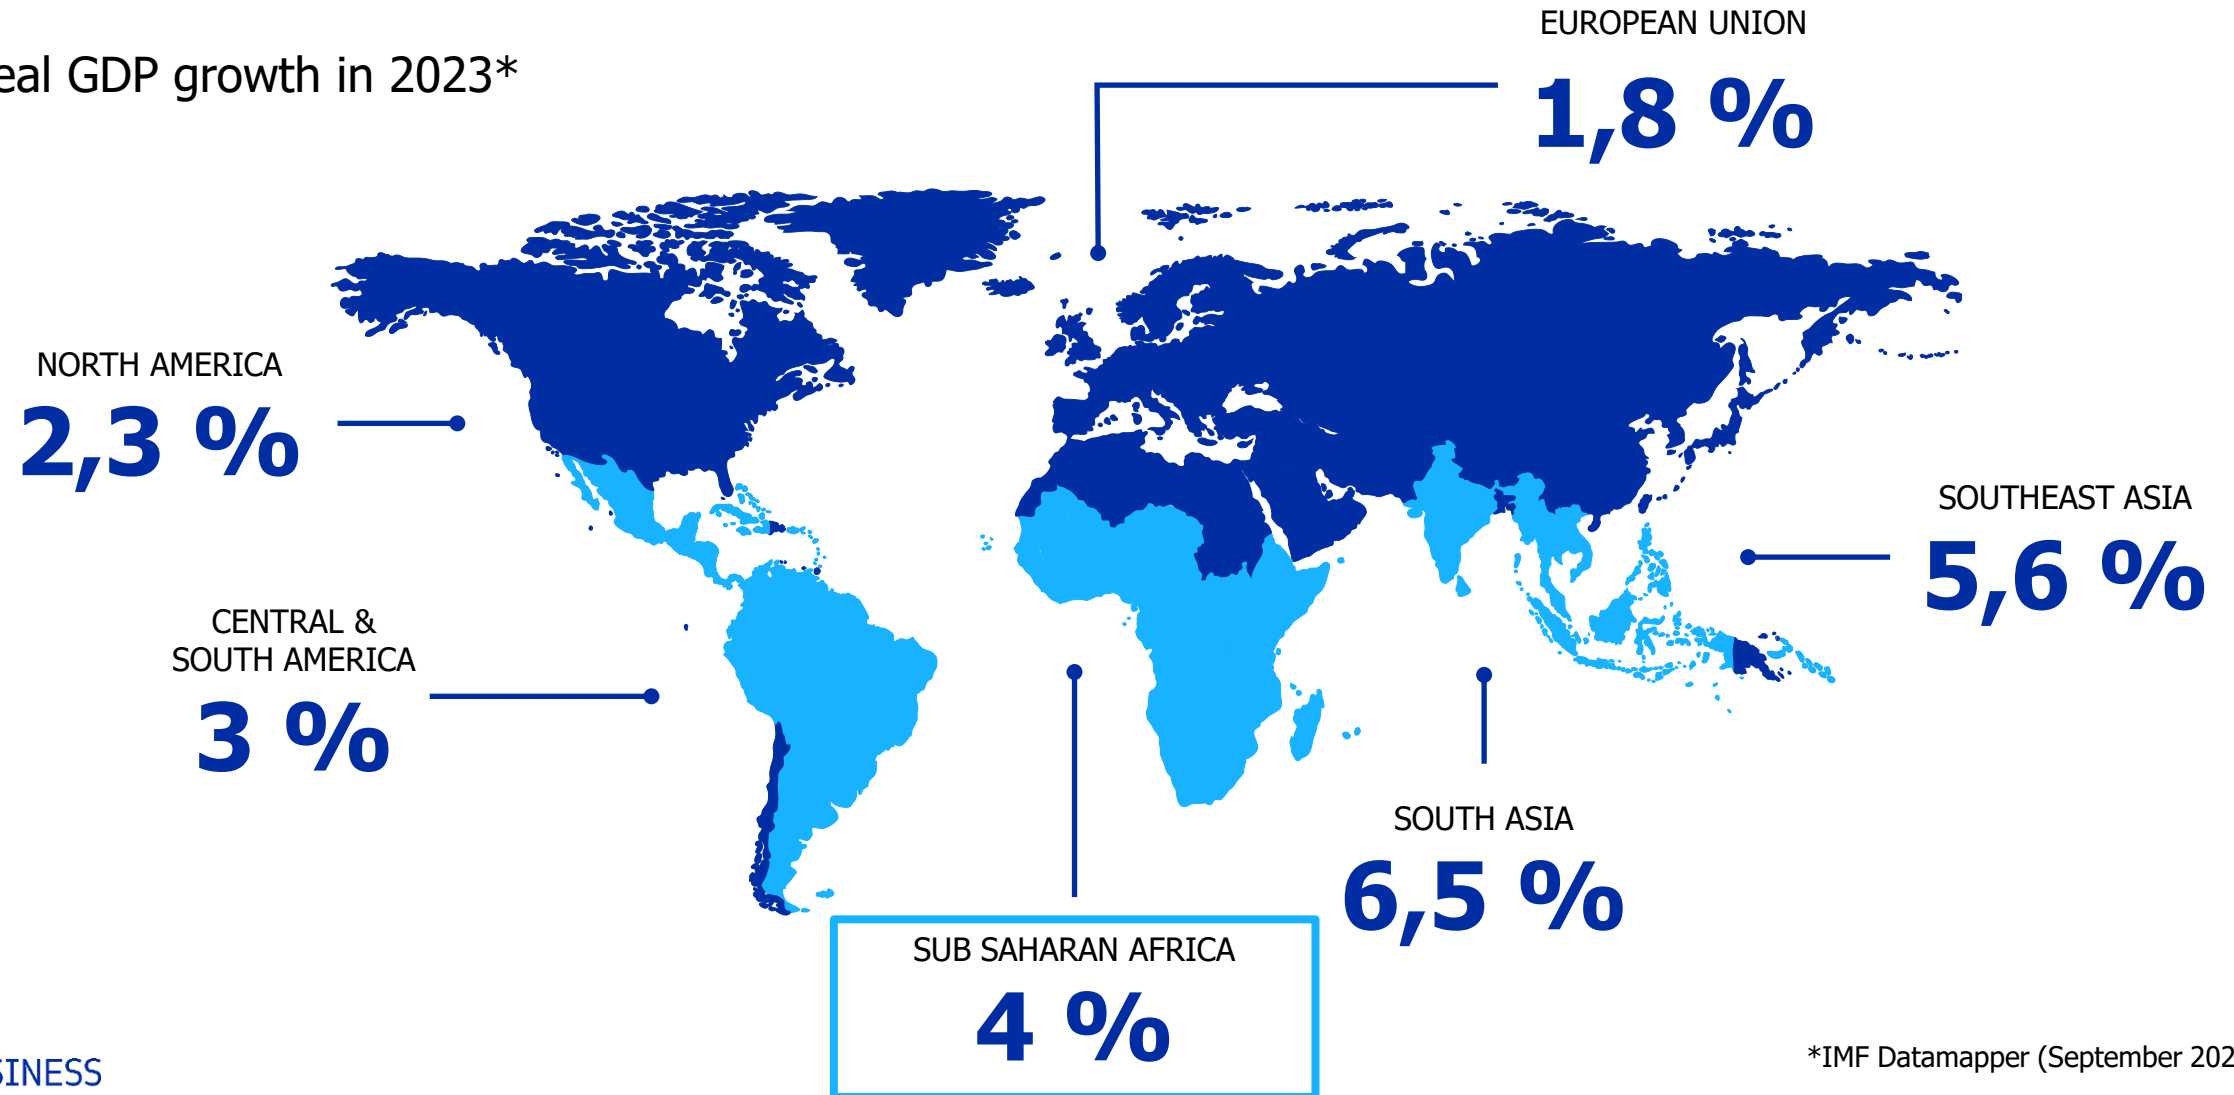 eal GDP growth in 2023*
EUROPEAN UNION
1,8 %
NORTH AMERICA
2,3 %
SOUTHEAST ASIA
5,6 %
CENTRAL &
SOUTH AMERICA
3 %
SOUTH ASIA
6,5 %
SUB SAHARAN AFRICA
4 %
*IMF Datamapper (September 202
SINESS